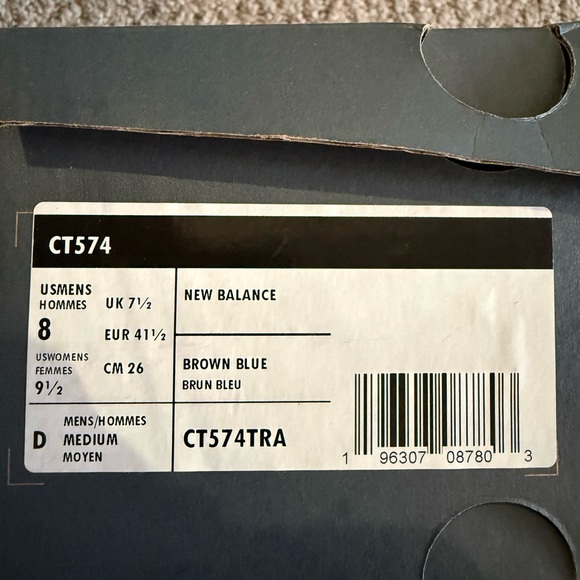 CT574
USMENS
HOMMES
8
UK 7½
EUR 41½
USWOMENS
FEMMES
9½
CM 26
NEW BALANCE
BROWN BLUE
BRUN BLEU
D
MENS/HOMMES
MEDIUM
MOYEN
CT574TRA
1 96307 08780 3